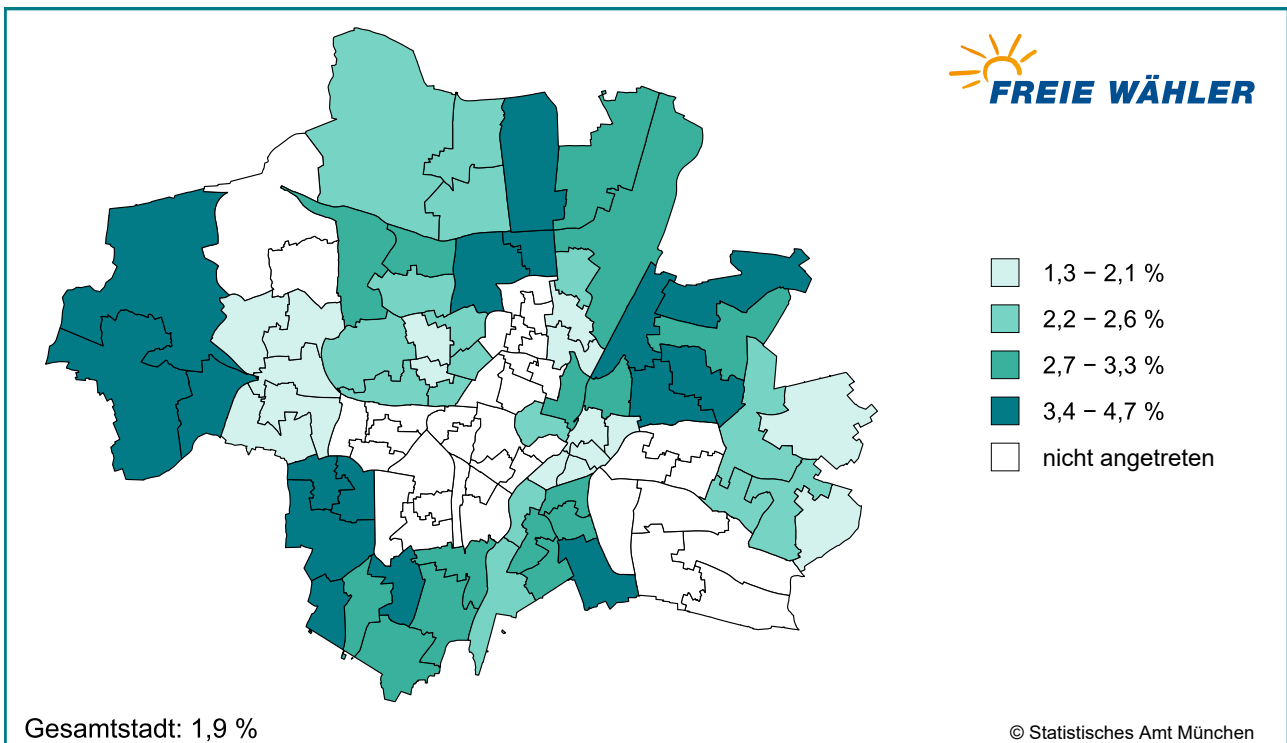 FREIE WÄHLER
1,3 – 2,1 %
2,2 – 2,6 %
2,7 – 3,3 %
3,4 – 4,7 %
nicht angetreten
Gesamtstadt: 1,9 %
© Statistisches Amt München